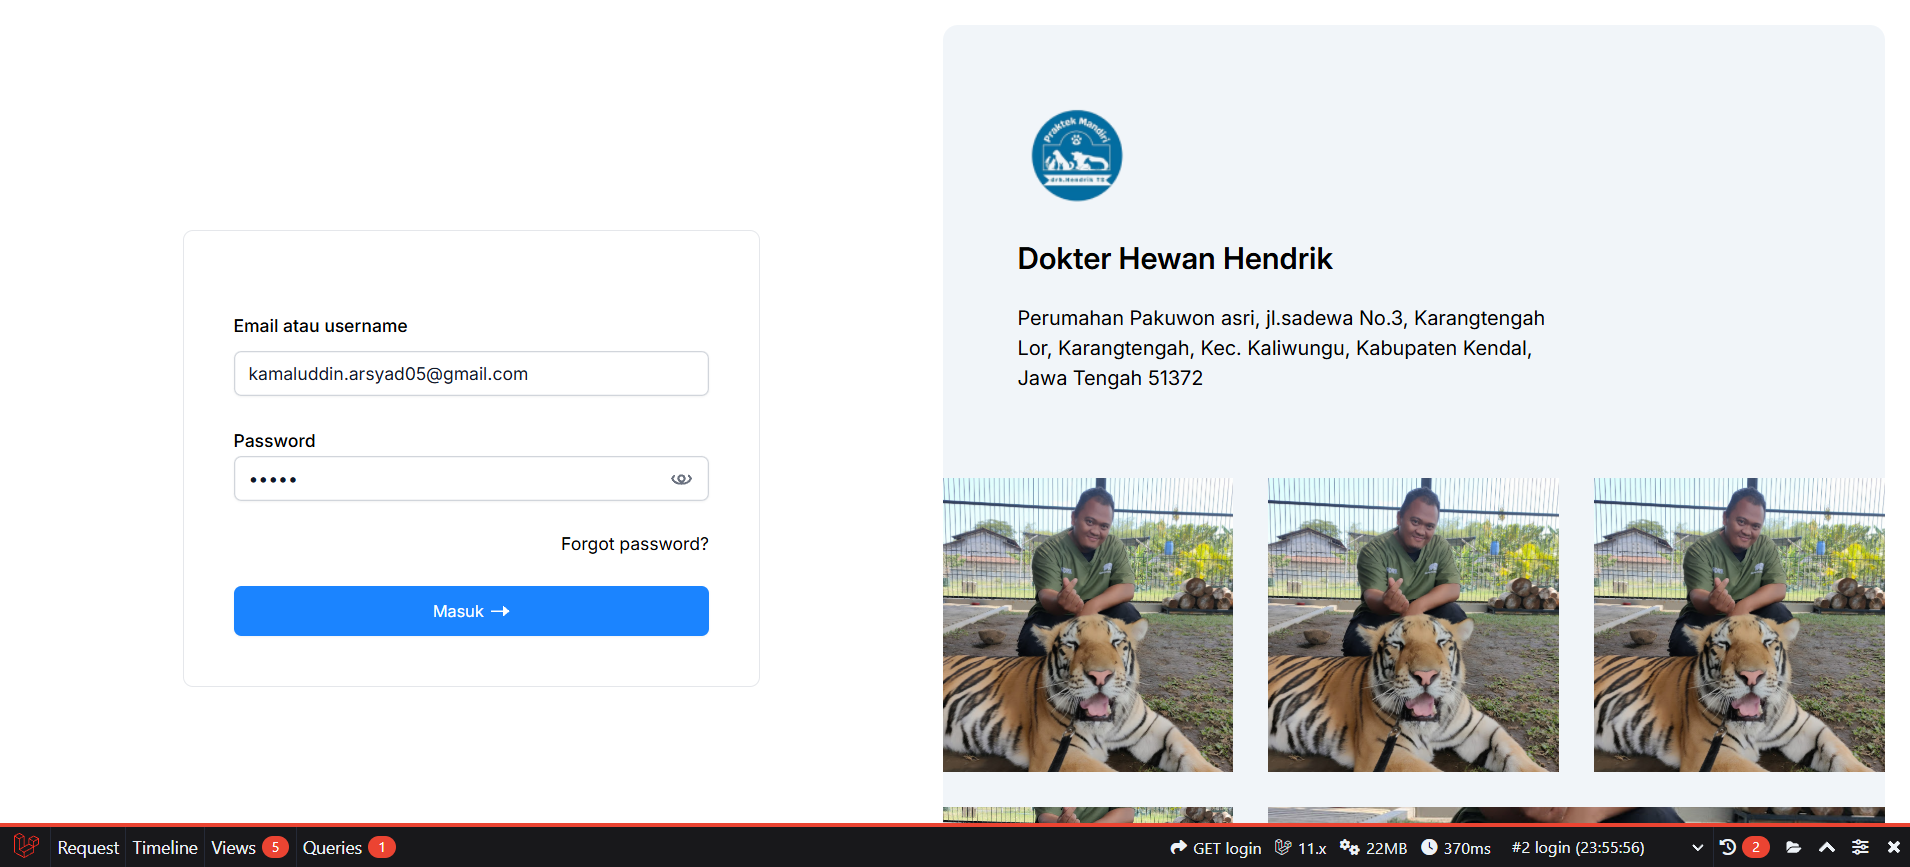 Email atau username
kamaluddin.arsyad05@gmail.com
Password
•••••
Forgot password?
Masuk →
Praktek Mandiri
drh.Hendrik TS
Dokter Hewan Hendrik
Perumahan Pakuwon asri, jl.sadewa No.3, Karangtengah
Lor, Karangtengah, Kec. Kaliwungu, Kabupaten Kendal,
Jawa Tengah 51372
Request Timeline Views 5 Queries 1 GET login 11.x 22MB 370ms #2 login (23:55:56) 2